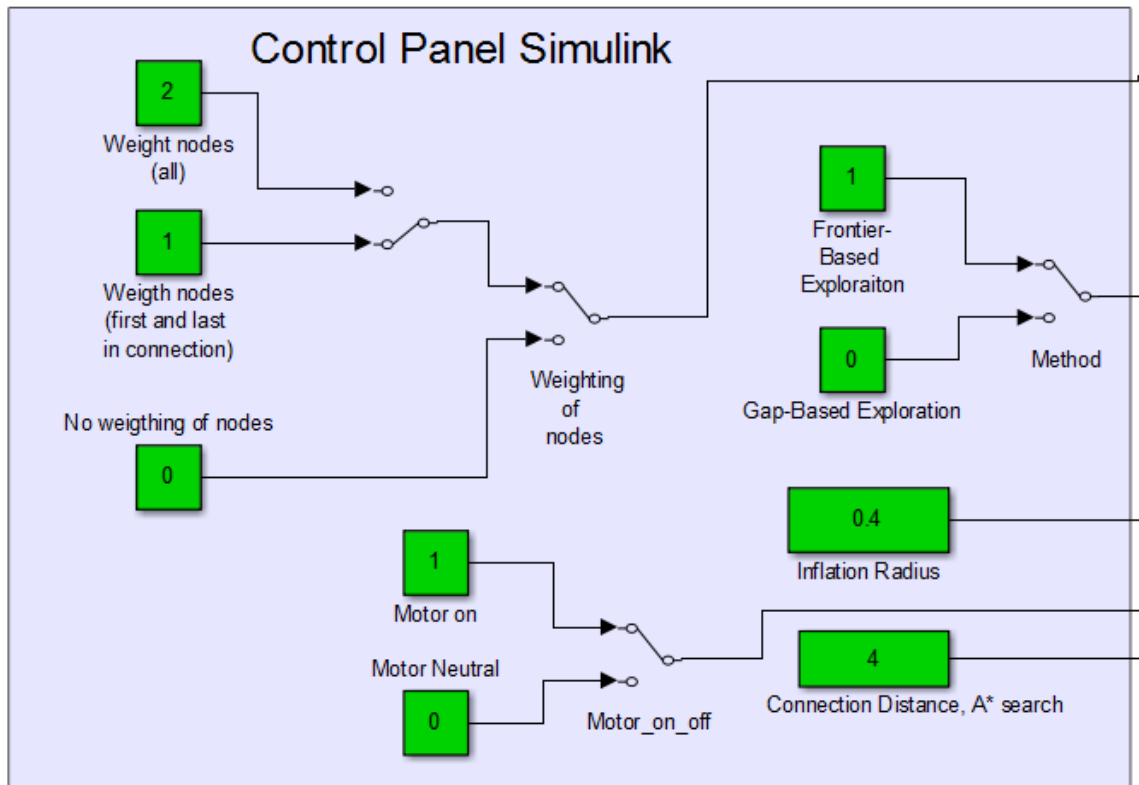 Control Panel Simulink
2
Weight nodes
(all)
1
Weigth nodes
(first and last
in connection)
No weigthing of nodes
0
Weighting
of
nodes
1
Frontier-
Based
Exploraiton
0
Gap-Based Exploration
Method
0.4
Inflation Radius
1
Motor on
Motor Neutral
0
Motor_on_off
4
Connection Distance, A* search